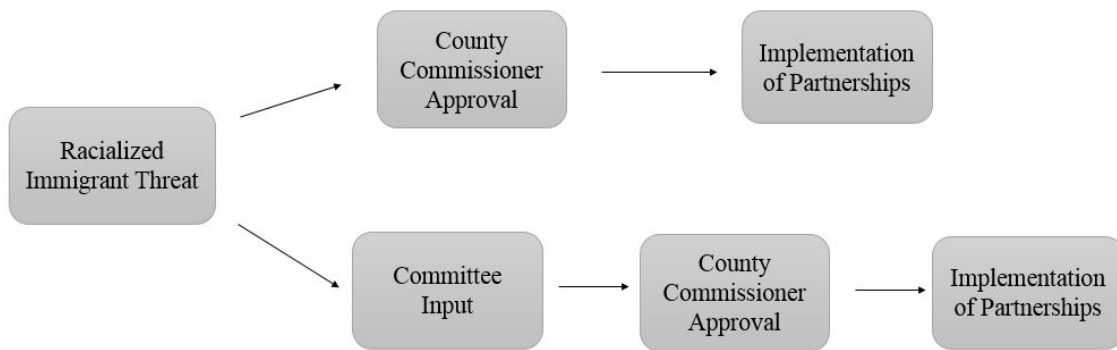 County
Commissioner
Approval
Implementation
of Partnerships
Racialized
Immigrant Threat
Committee
Input
County
Commissioner
Approval
Implementation
of Partnerships